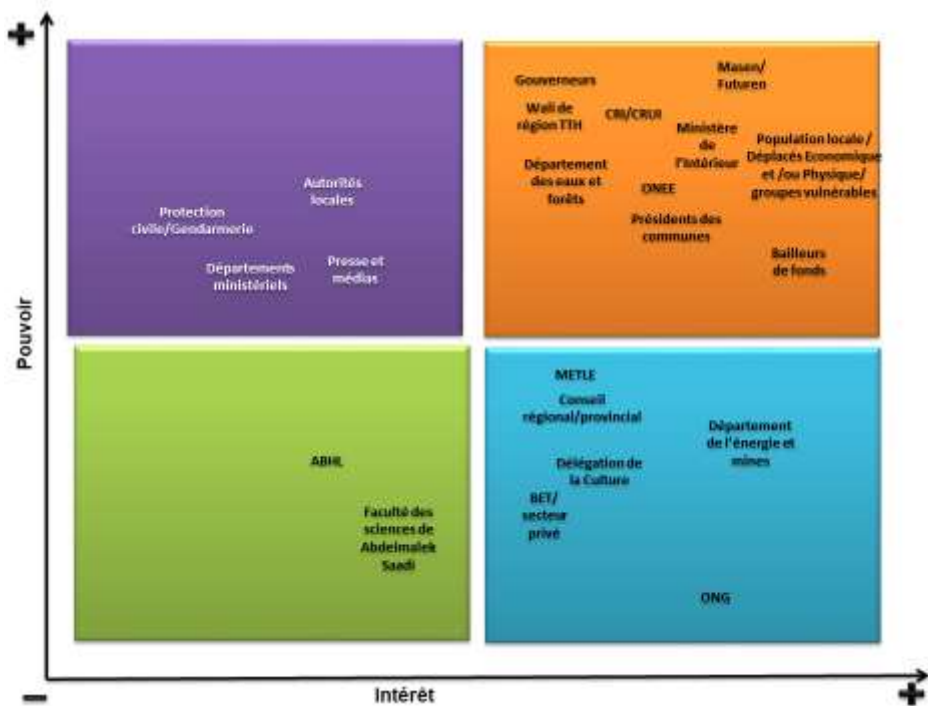 Pouvoir
Autorités
locales
Protection
civile/Gendarmerie
Départements
ministériels
Presse et
médias
Gouverneurs
Masen/
Futuren
Wali de
région TTH
CRI/CRUI
Ministère
de
l'Intérieur
Population locale /
Déplacés Economique
et /ou Physique/
groupes vulnérables
Département
des eaux et
forêts
ONEE
Présidents des
communes
Bailleurs
de fonds
ABHL
Faculté des
sciences de
Abdelmalek
Saadi
METLE
Conseil
régional/provincial
Département
de l'énergie et
mines
Délégation de
la Culture
BET/
secteur
privé
ONG
Intérêt